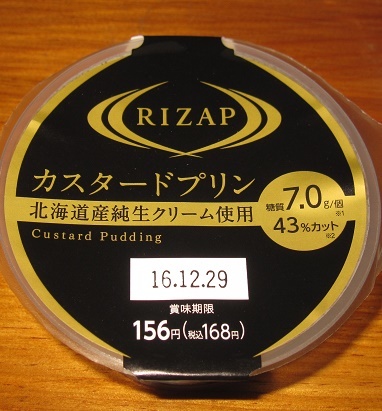 RIZAP
カスタードプリン
北海道産純生クリーム使用
Custard Pudding
糖質7.0g/個
※1
43%カット
※2
16.12.29
賞味期限
156円(税込168円)